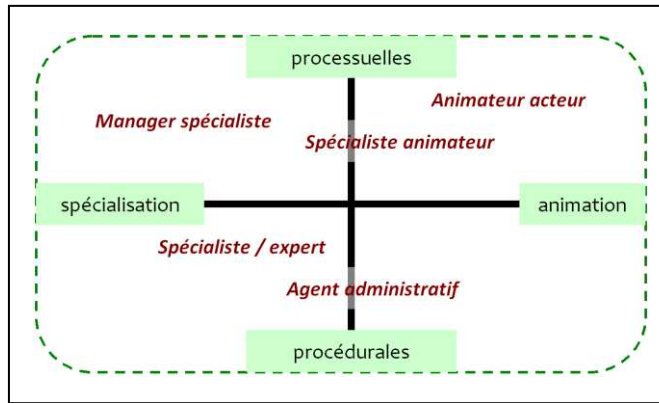 processuelles
Animateur acteur
Manager spécialiste
Spécialiste animateur
spécialisation
animation
Spécialiste / expert
Agent administratif
procédurales